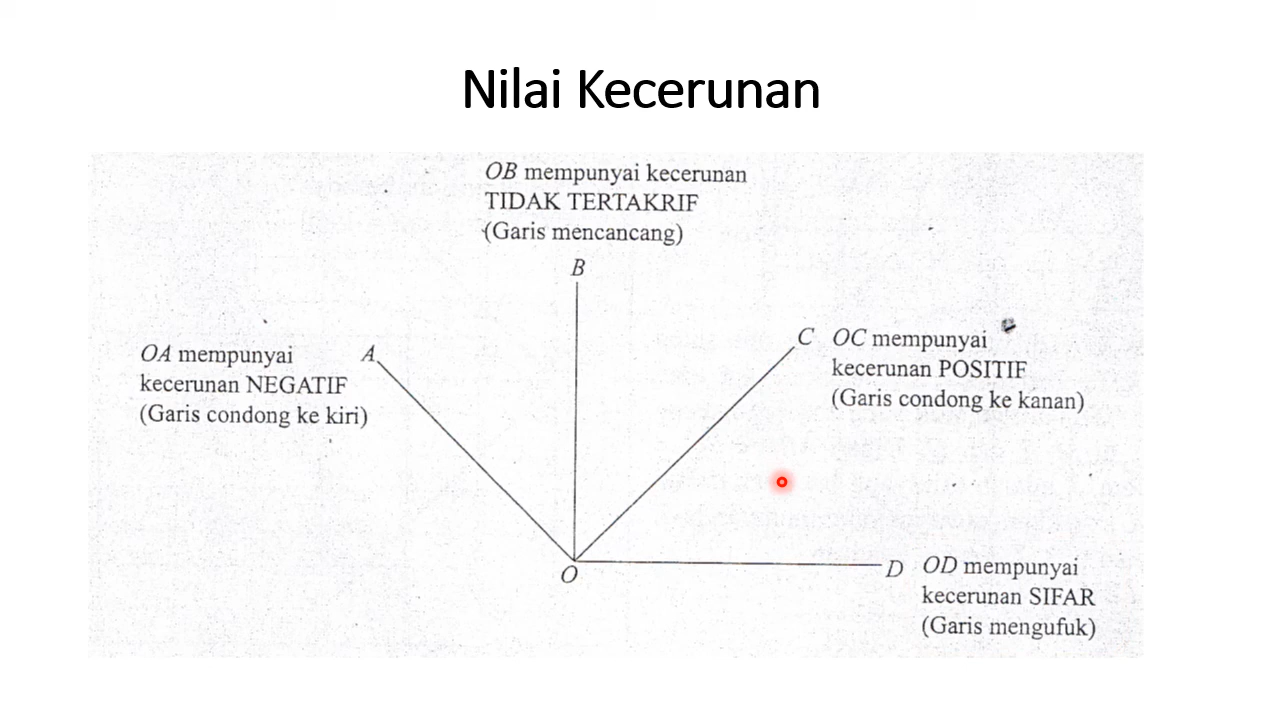 Nilai Kecerunan
OB mempunyai kecerunan
TIDAK TERTAKRIF
(Garis mencancang)
B
OA mempunyai
kecerunan NEGATIF
(Garis condong ke kiri)
A
C
OC mempunyai
kecerunan POSITIF
(Garis condong ke kanan)
O
D
OD mempunyai
kecerunan SIFAR
(Garis mengufuk)